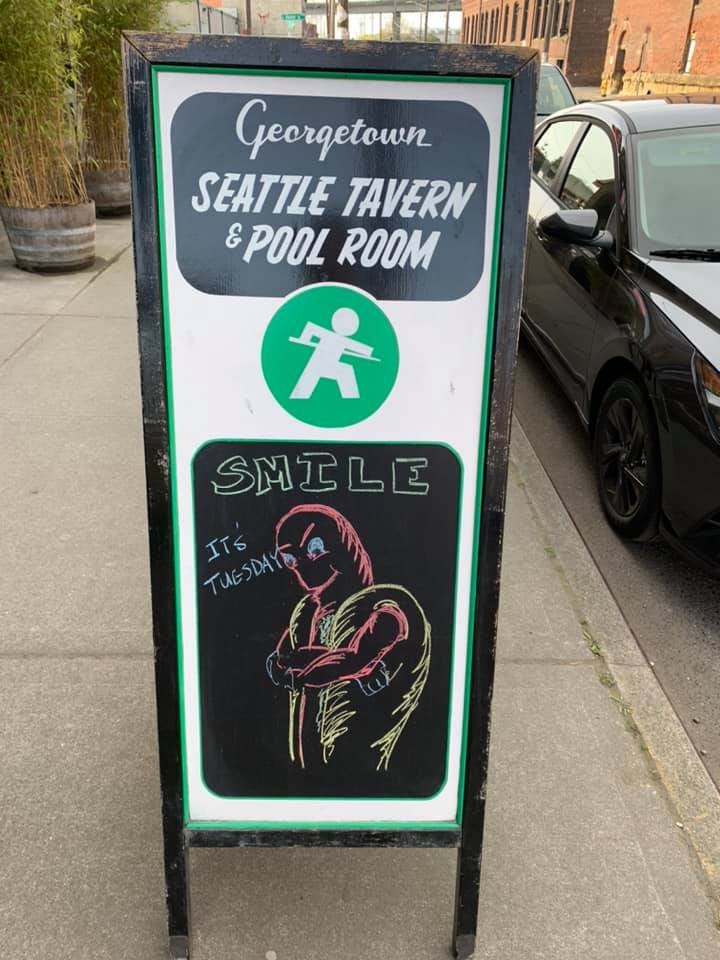 Georgetown
SEATTLE TAVERN
& POOL ROOM
SMILE
IT'S
TUESDAY